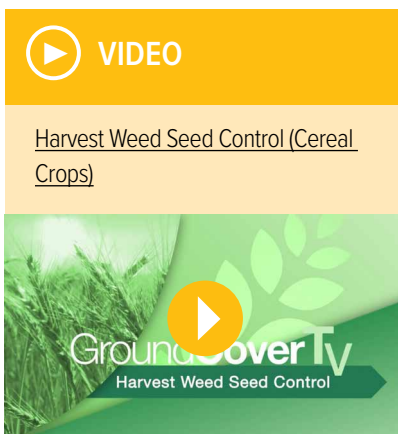 VIDEO
Harvest Weed Seed Control (Cereal
Crops)
GroundCover TV
Harvest Weed Seed Control